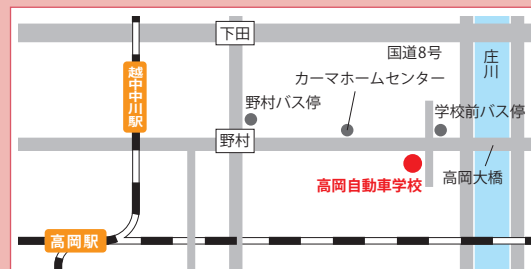 下田
国道8号
庄川
カーマホームセンター
越中中川駅
野村バス停
学校前バス停
野村
高岡自動車学校
高岡大橋
高岡駅